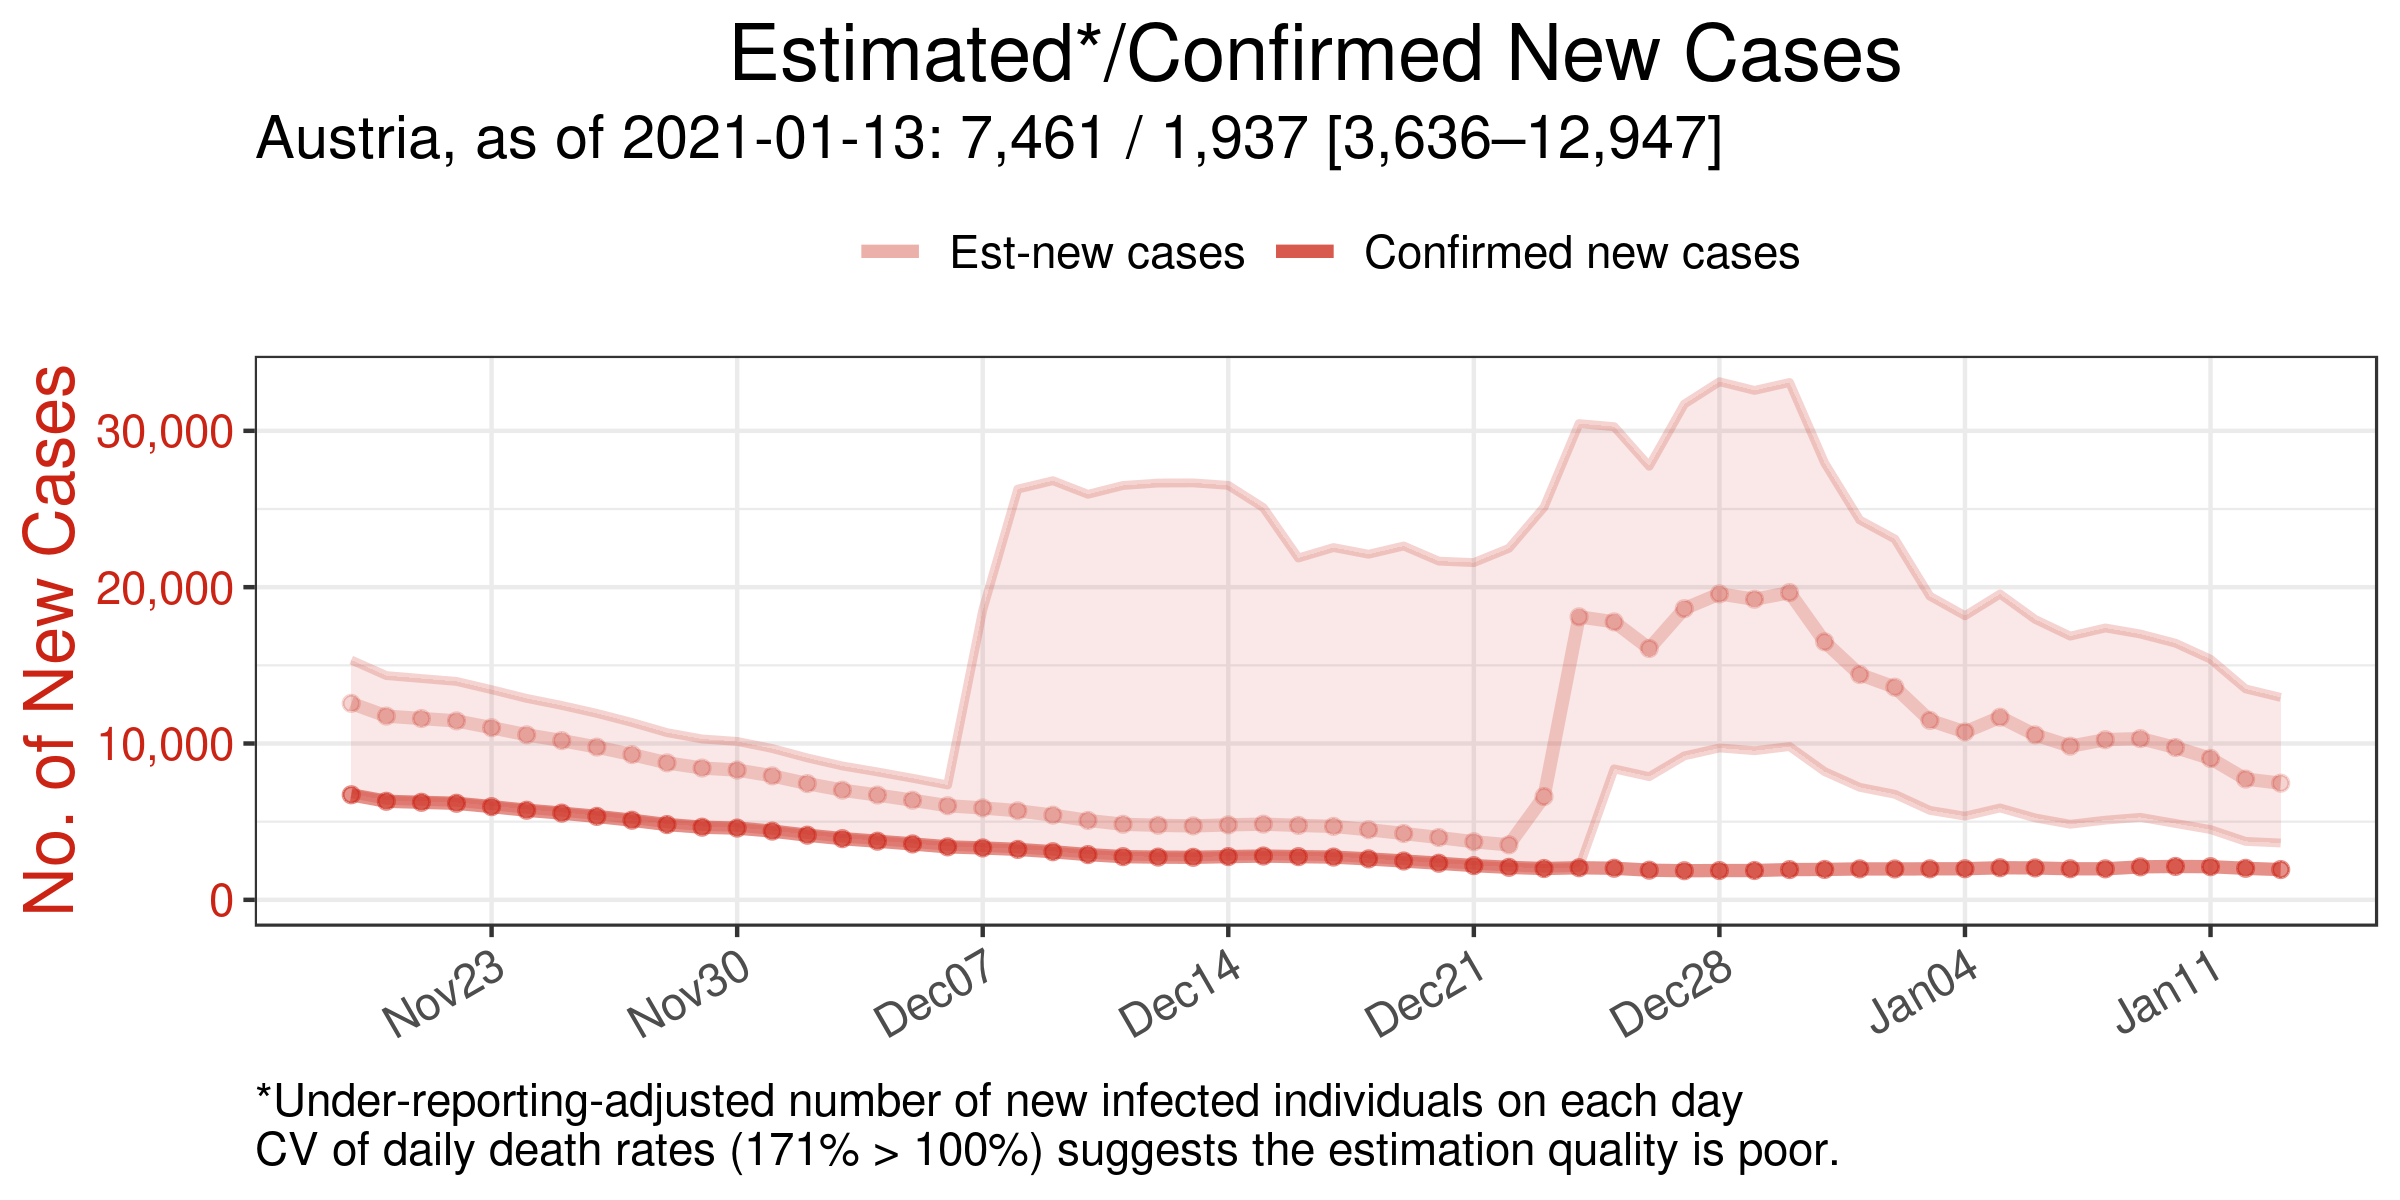 Estimated*/Confirmed New Cases
Austria, as of 2021-01-13: 7,461 / 1,937 [3,636–12,947]
Est-new cases
Confirmed new cases
No. of New Cases
30,000
20,000
10,000
0
Nov23
Nov30
Dec07
Dec14
Dec21
Dec28
Jan04
Jan11
*Under-reporting-adjusted number of new infected individuals on each day
CV of daily death rates (171% > 100%) suggests the estimation quality is poor.